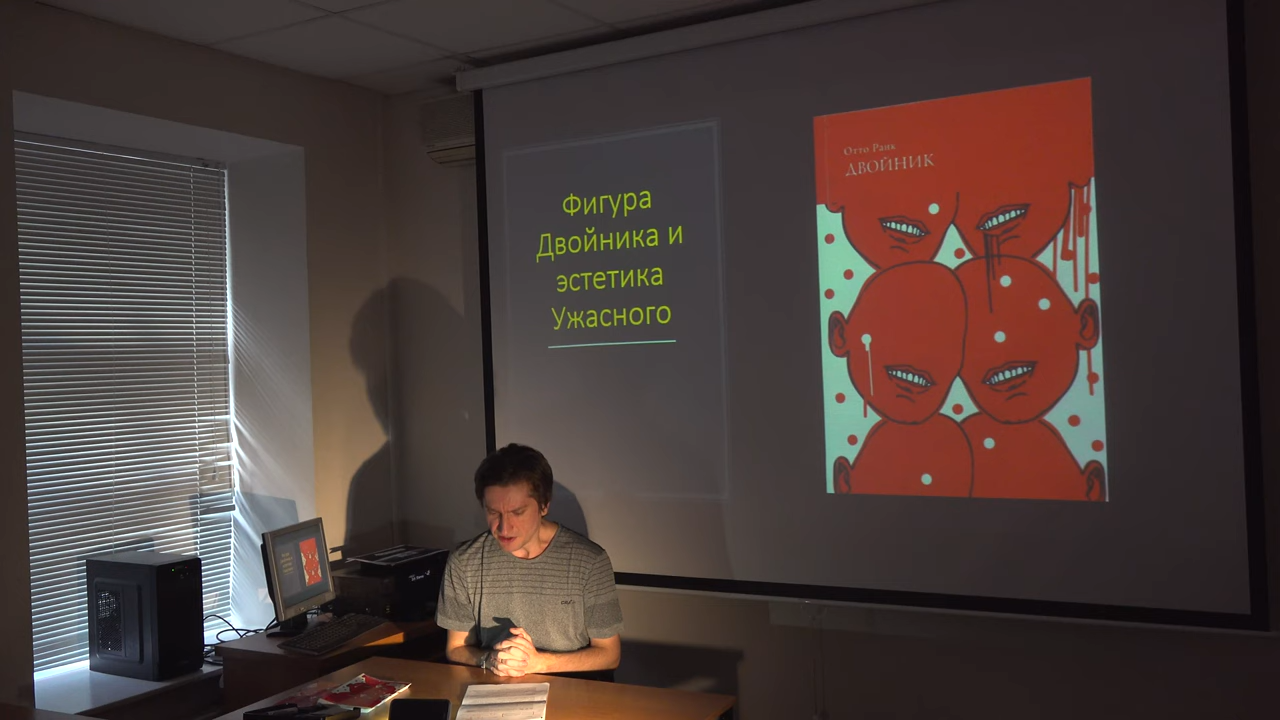 Фигура
Двойника и
эстетика
Ужасного
Отто Ранк
ДВОЙНИК